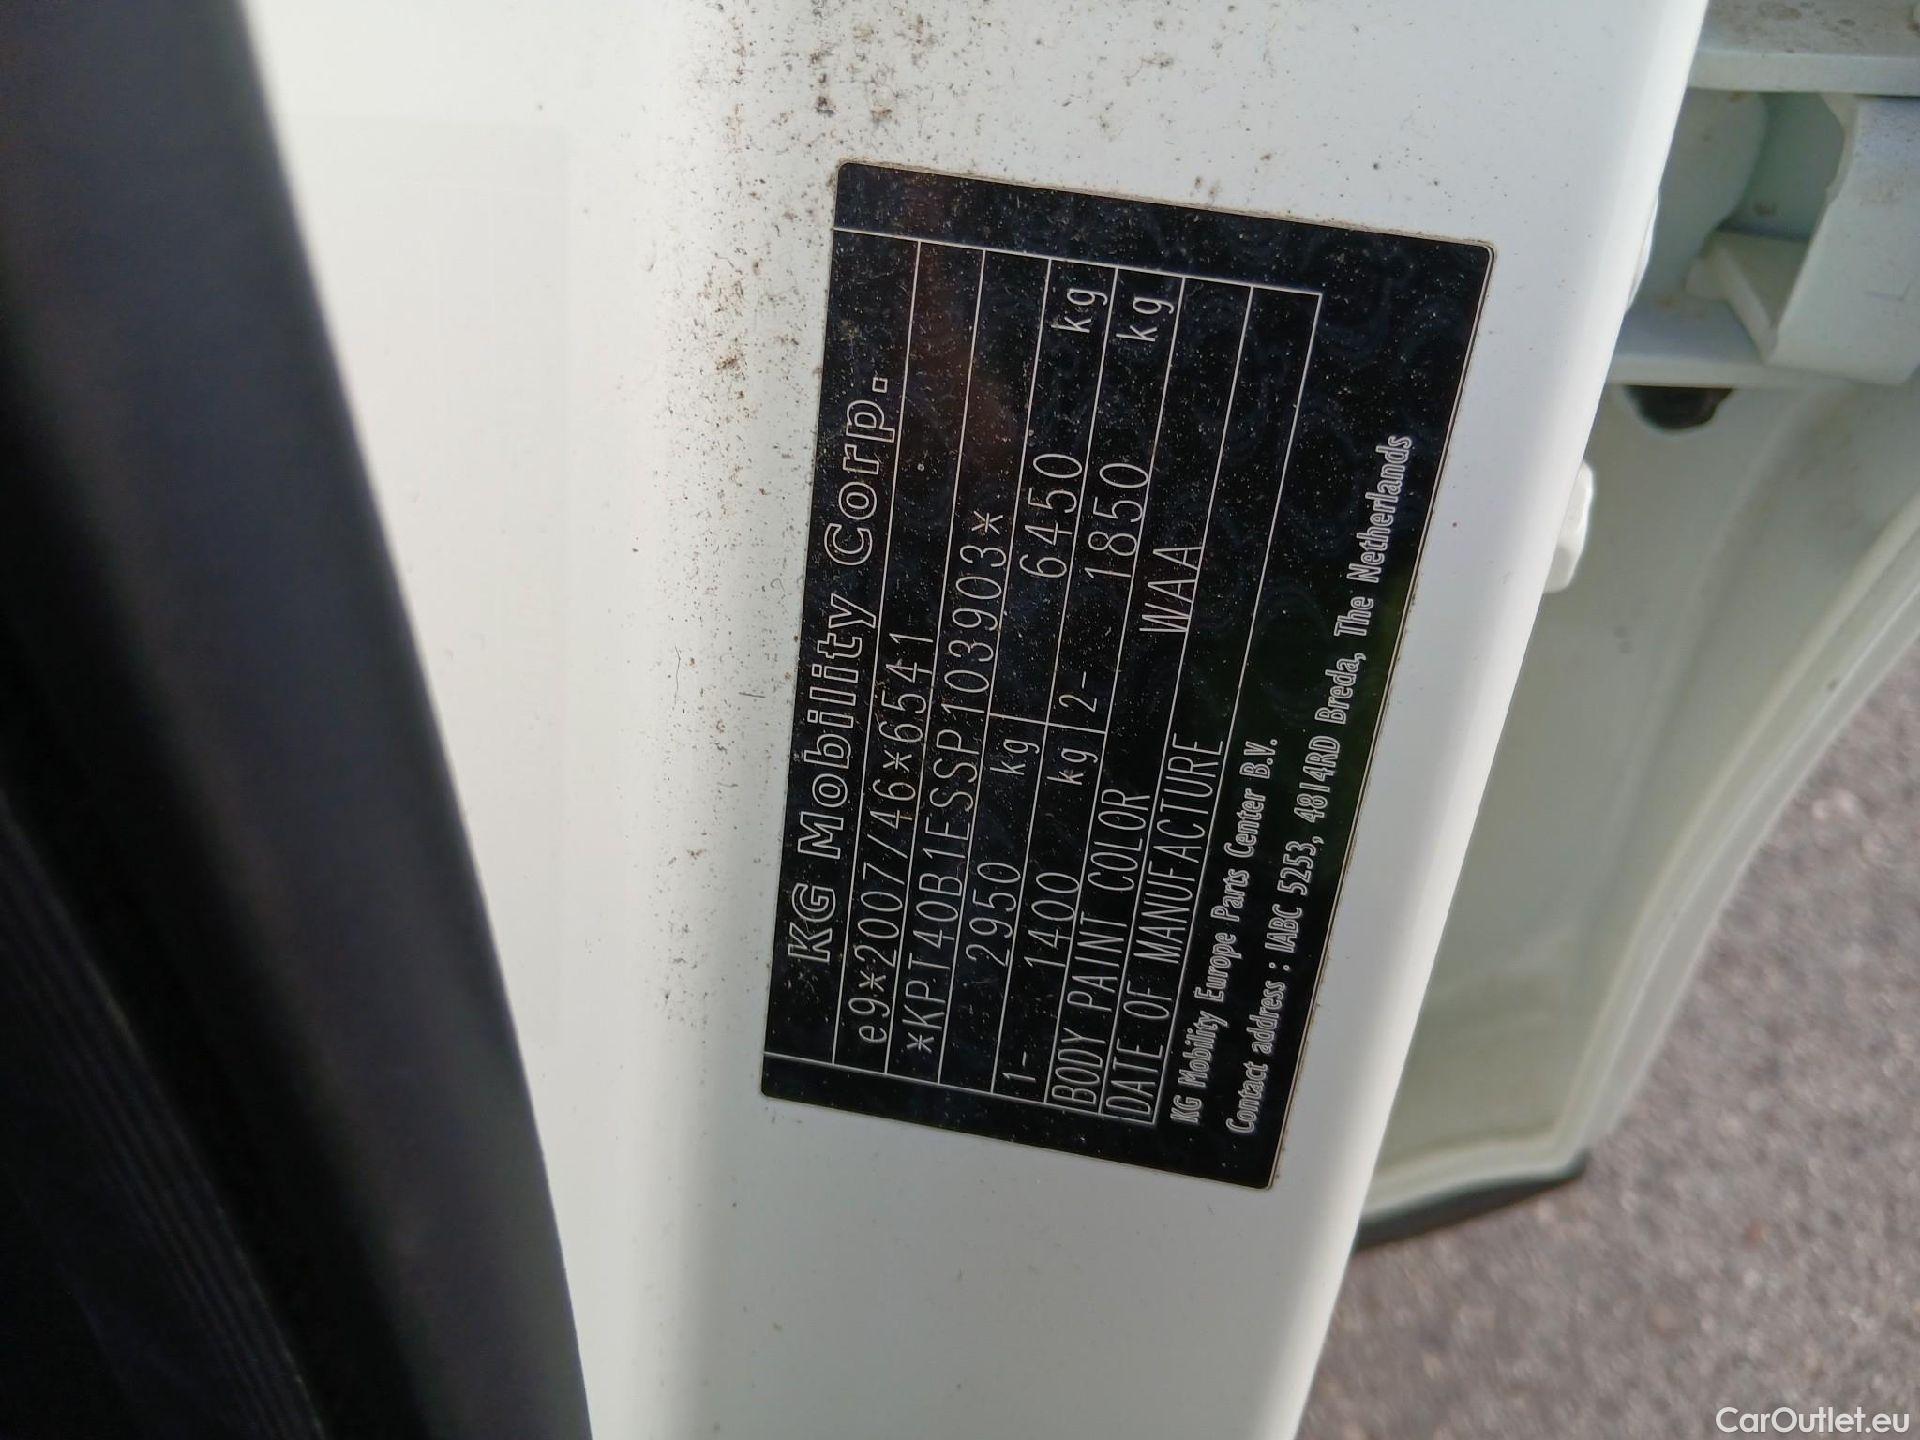 KG Mobility Corp.
e9*2007/46*6541
*KPT40B1ESSP1039903*
2950 kg 6450 kg
1- 1400 kg 2- 1850 kg
BODY PAINT COLOR WAA
DATE OF MANUFACTURE
KG Mobility Europe Parts Center B.V.
Contact address : IABC 5253, 4814RD Breda, The Netherlands
CarOutlet.eu